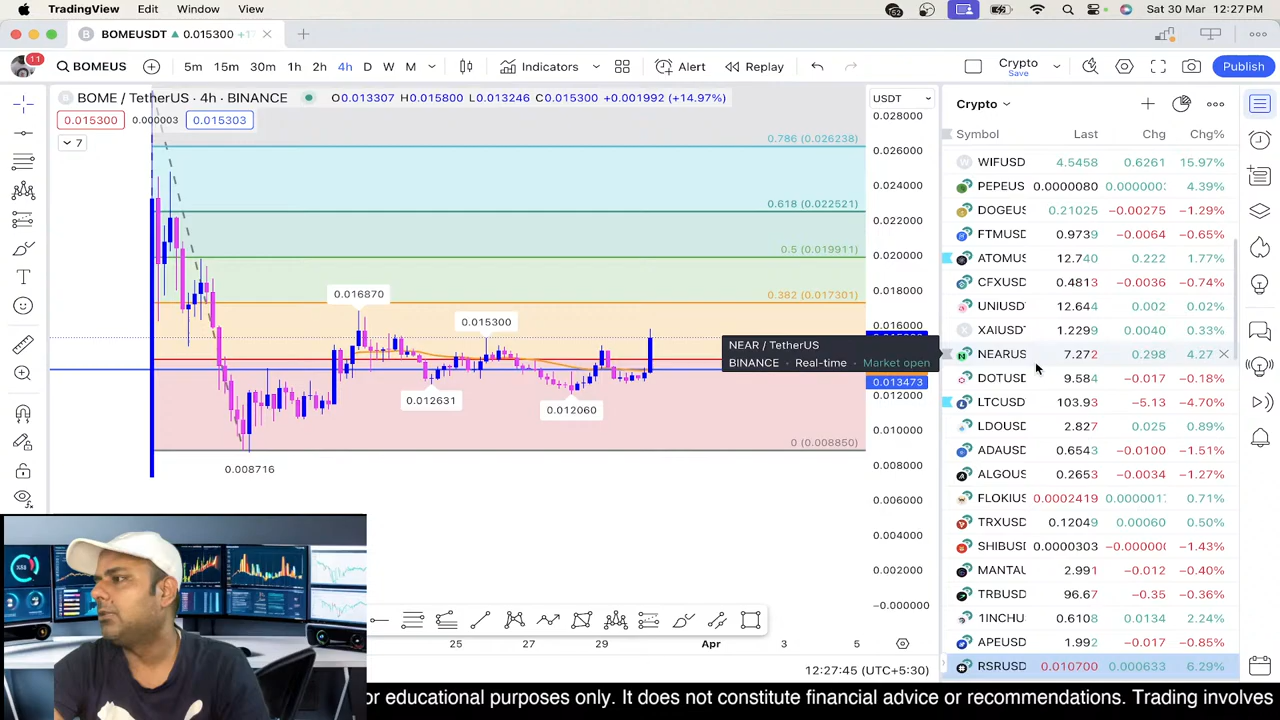 TradingView Edit Window View
Sat 30 Mar 12:27 PM
BOMEUSDT ▲ 0.015300
11
BOMEUS 5m 15m 30m 1h 2h 4h D W M Indicators Alert Replay Crypto Save Publish
BOME / TetherUS · 4h · BINANCE O0.013307 H0.015800 L0.013246 C0.015300 +0.001992 (+14.97%) USDT
0.015300 0.000003 0.015303
7
0.786 (0.026238)
0.618 (0.022521)
0.5 (0.019911)
0.382 (0.017301)
0 (0.008850)
0.016870
0.015300
0.012631
0.012060
0.008716
0.028000
0.026000
0.024000
0.022000
0.020000
0.018000
0.016000
0.013473
0.012000
0.010000
0.008000
0.006000
0.004000
0.002000
−0.000000
NEAR / TetherUS
BINANCE · Real-time · Market open
25 27 29 Apr 3 5
12:27:45 (UTC+5:30)
Crypto
Symbol Last Chg Chg%
WIFUSD 4.5458 0.6261 15.97%
PEPEUS 0.0000080 0.000000 4.39%
DOGEUS 0.21025 −0.00275 −1.29%
FTMUSD 0.9739 −0.0064 −0.65%
ATOMUS 12.740 0.222 1.77%
CFXUSD 0.4813 −0.0036 −0.74%
UNIUSD 12.644 0.002 0.02%
XAIUSD 1.2299 0.0040 0.33%
NEARUS 7.272 0.298 4.27
DOTUSD 9.584 −0.017 −0.18%
LTCUSD 103.93 −5.13 −4.70%
LDOUSD 2.827 0.025 0.89%
ADAUSD 0.6543 −0.0100 −1.51%
ALGOUS 0.2653 −0.0034 −1.27%
FLOKIUS 0.0002419 0.000001 0.71%
TRXUSD 0.12049 0.00060 0.50%
SHIBUSD 0.0000303 −0.000000 −1.43%
MANTAU 2.991 −0.012 −0.40%
TRBUSD 96.67 −0.35 −0.36%
1INCHU 0.6108 0.0134 2.24%
APEUSD 1.992 −0.017 −0.85%
RSRUSD 0.010700 0.000633 6.29%
or educational purposes only. It does not constitute financial advice or recommendations. Trading involves